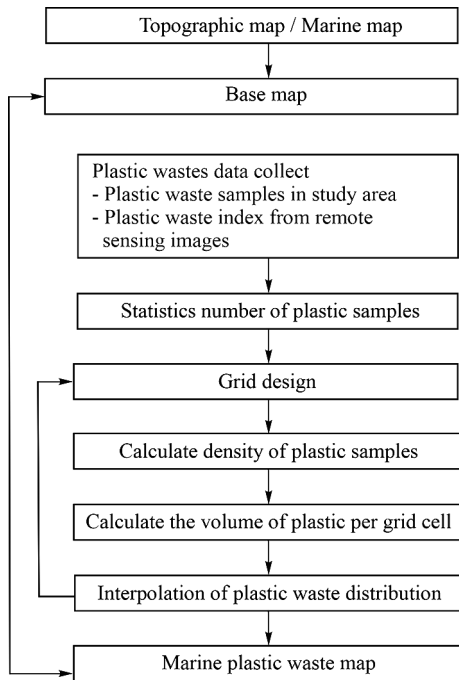 Topographic map / Marine map
Base map
Plastic wastes data collect
- Plastic waste samples in study area
- Plastic waste index from remote
sensing images
Statistics number of plastic samples
Grid design
Calculate density of plastic samples
Calculate the volume of plastic per grid cell
Interpolation of plastic waste distribution
Marine plastic waste map